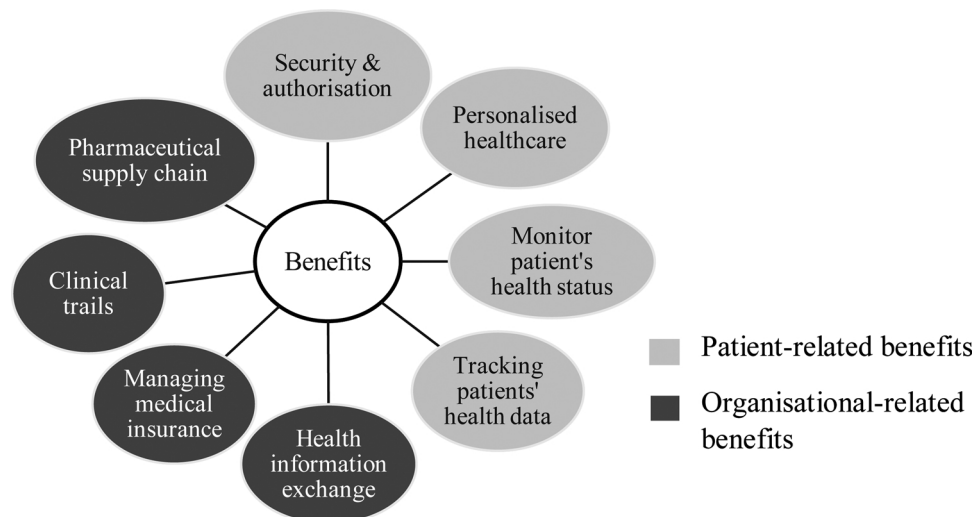 Security &
authorisation
Personalised
healthcare
Pharmaceutical
supply chain
Benefits
Monitor
patient's
health status
Clinical
trails
Tracking
patients'
health data
Managing
medical
insurance
Health
information
exchange
Patient-related benefits
Organisational-related
benefits